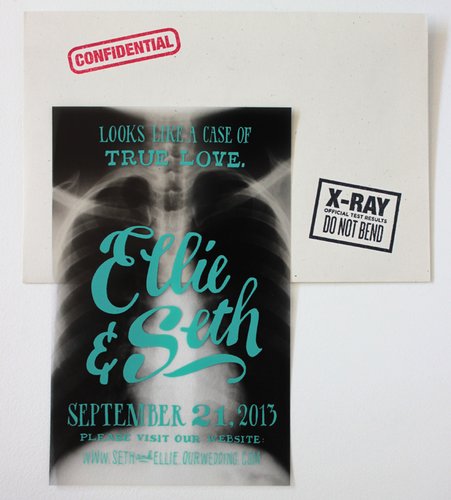 CONFIDENTIAL
LOOKS LIKE A CASE OF
TRUE LOVE.
X-RAY
OFFICIAL TEST RESULTS
DO NOT BEND
Ellie
& Seth
SEPTEMBER 21, 2013
PLEASE VISIT OUR WEBSITE:
WWW.SETHandELLIE.OURWEDDING.COM